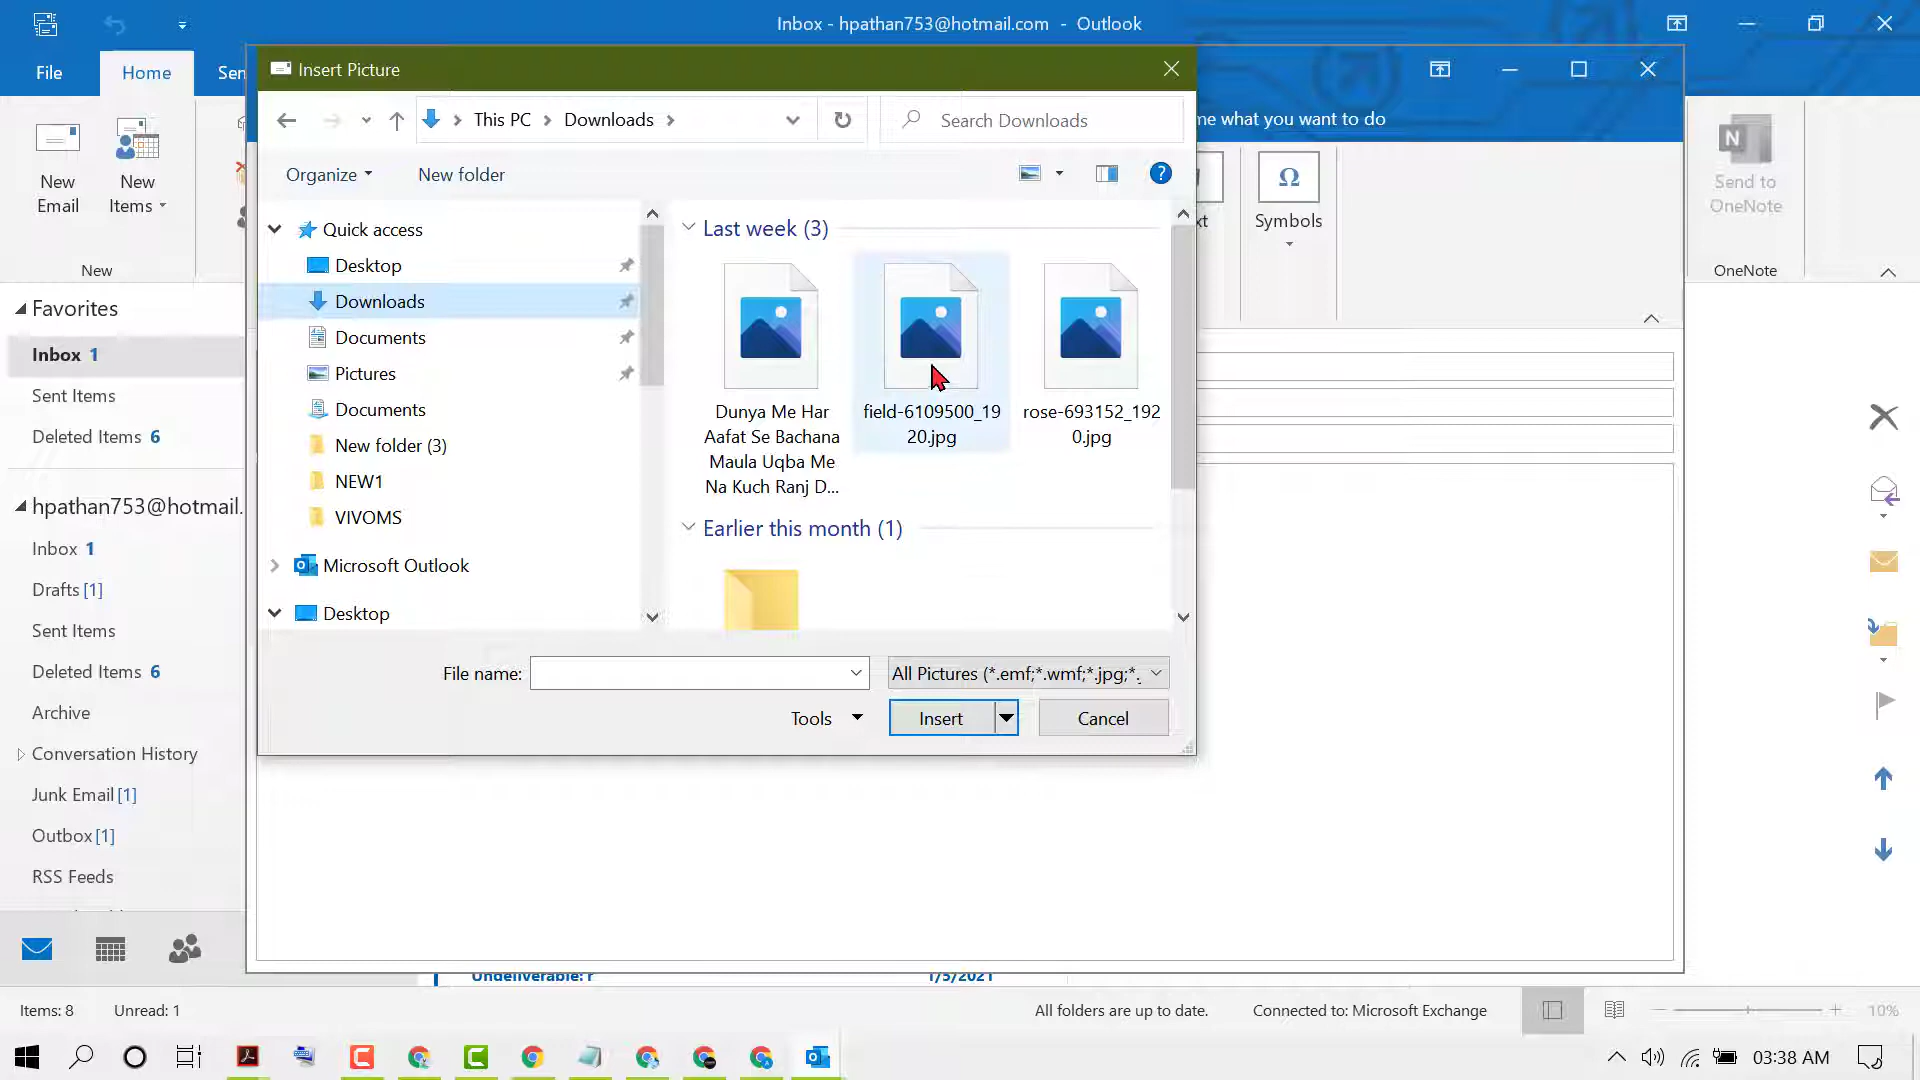 Inbox - hpathan753@hotmail.com - Outlook
File
Home
Insert Picture
me what you want to do
This PC
Downloads
Search Downloads
Organize
New folder
New
Email
New
Items
New
Quick access
Desktop
Downloads
Documents
Pictures
Documents
New folder (3)
NEW1
VIVOMS
Microsoft Outlook
Desktop
Last week (3)
Dunya Me Har
Aafat Se Bachana
Maula Uqba Me
Na Kuch Ranj D...
field-6109500_19
20.jpg
rose-693152_192
0.jpg
Earlier this month (1)
File name:
All Pictures (*.emf;*.wmf;*.jpg;*.
Tools
Insert
Cancel
Symbols
N
Send to
OneNote
OneNote
Favorites
Inbox 1
Sent Items
Deleted Items 6
hpathan753@hotmail.
Inbox 1
Drafts [1]
Sent Items
Deleted Items 6
Archive
Conversation History
Junk Email [1]
Outbox [1]
RSS Feeds
1/5/2021
Items: 8
Unread: 1
All folders are up to date.
Connected to: Microsoft Exchange
10%
03:38 AM